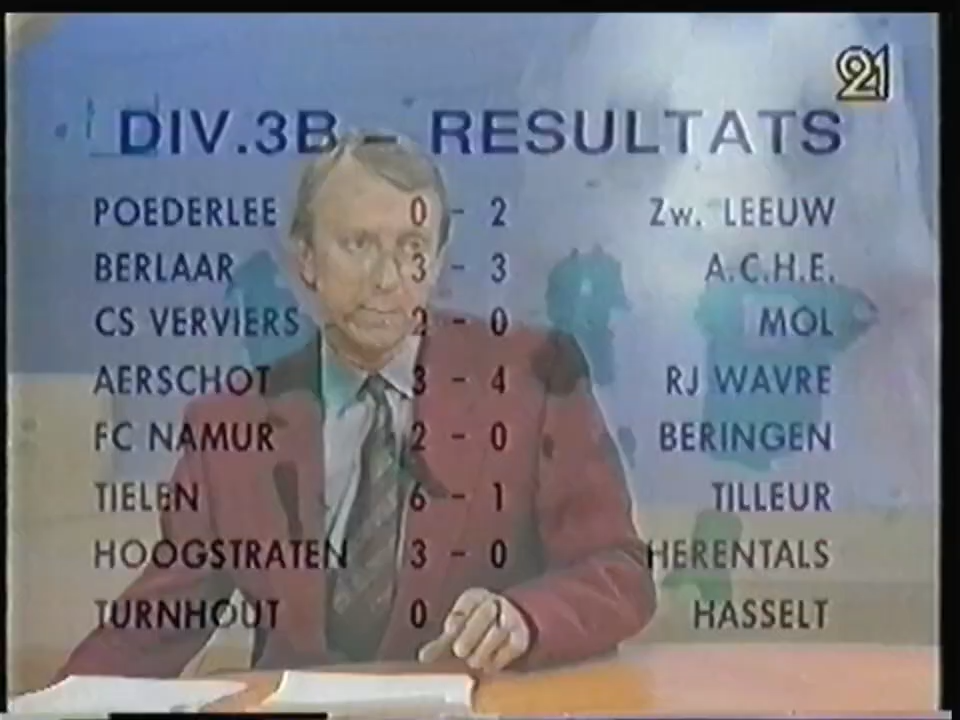 21
DIV.3B - RESULTATS
POEDERLEE 0 - 2 Zw. LEEUW
BERLAAR 3 - 3 A.C.H.E.
CS VERVIERS 2 - 0 MOL
AERSCHOT 3 - 4 RJ WAVRE
FC NAMUR 2 - 0 BERINGEN
TIELEN 6 - 1 TILLEUR
HOOGSTRATEN 3 - 0 HERENTALS
TURNHOUT 0 - 1 HASSELT